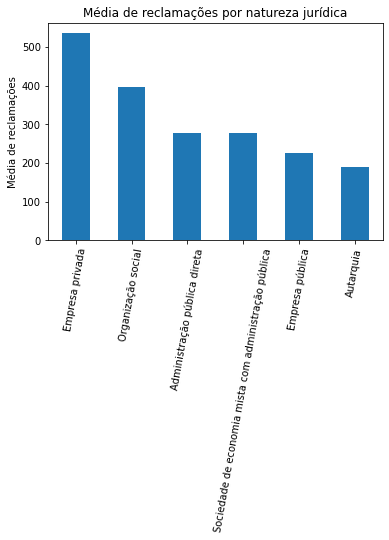 Média de reclamações por natureza jurídica
Média de reclamações
500
400
300
200
100
0
Empresa privada
Organização social
Administração pública direta
Sociedade de economia mista com administração pública
Empresa pública
Autarquia